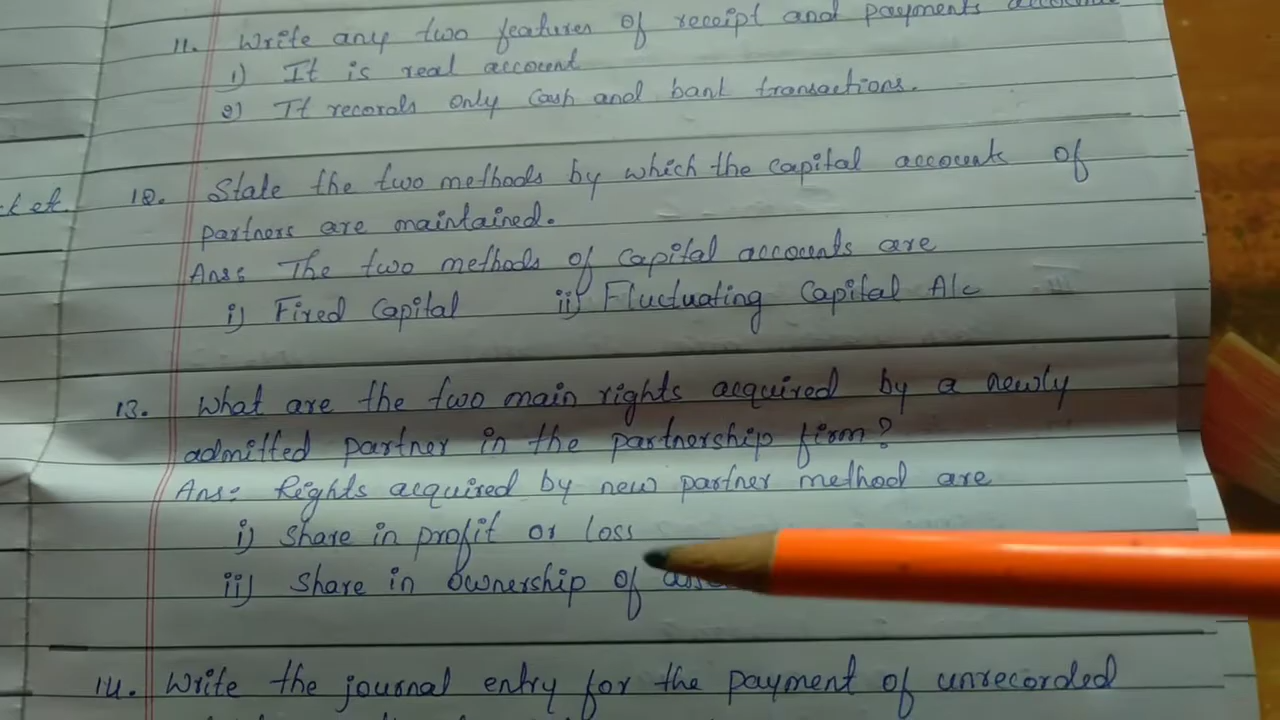 11. Write any two features of receipt and payments
1) It is real account
2) It records only cash and bank transactions.
12. State the two methods by which the capital accounts of
partners are maintained.
Ans: The two methods of capital accounts are
i) Fixed Capital ii) Fluctuating Capital A/c
13. What are the two main rights acquired by a newly
admitted partner in the partnership firm?
Ans: Rights acquired by new partner method are
i) Share in profit or loss
ii) Share in ownership of
14. Write the journal entry for the payment of unrecorded